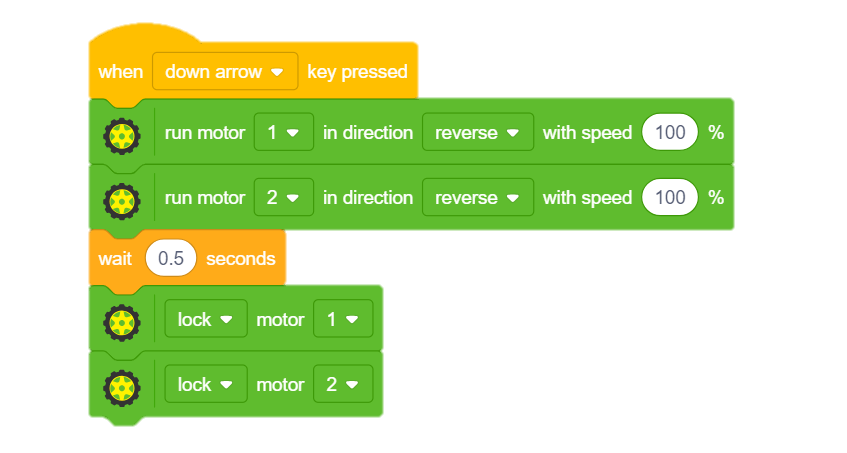 when down arrow key pressed
run motor 1 in direction reverse with speed 100 %
run motor 2 in direction reverse with speed 100 %
wait 0.5 seconds
lock motor 1
lock motor 2